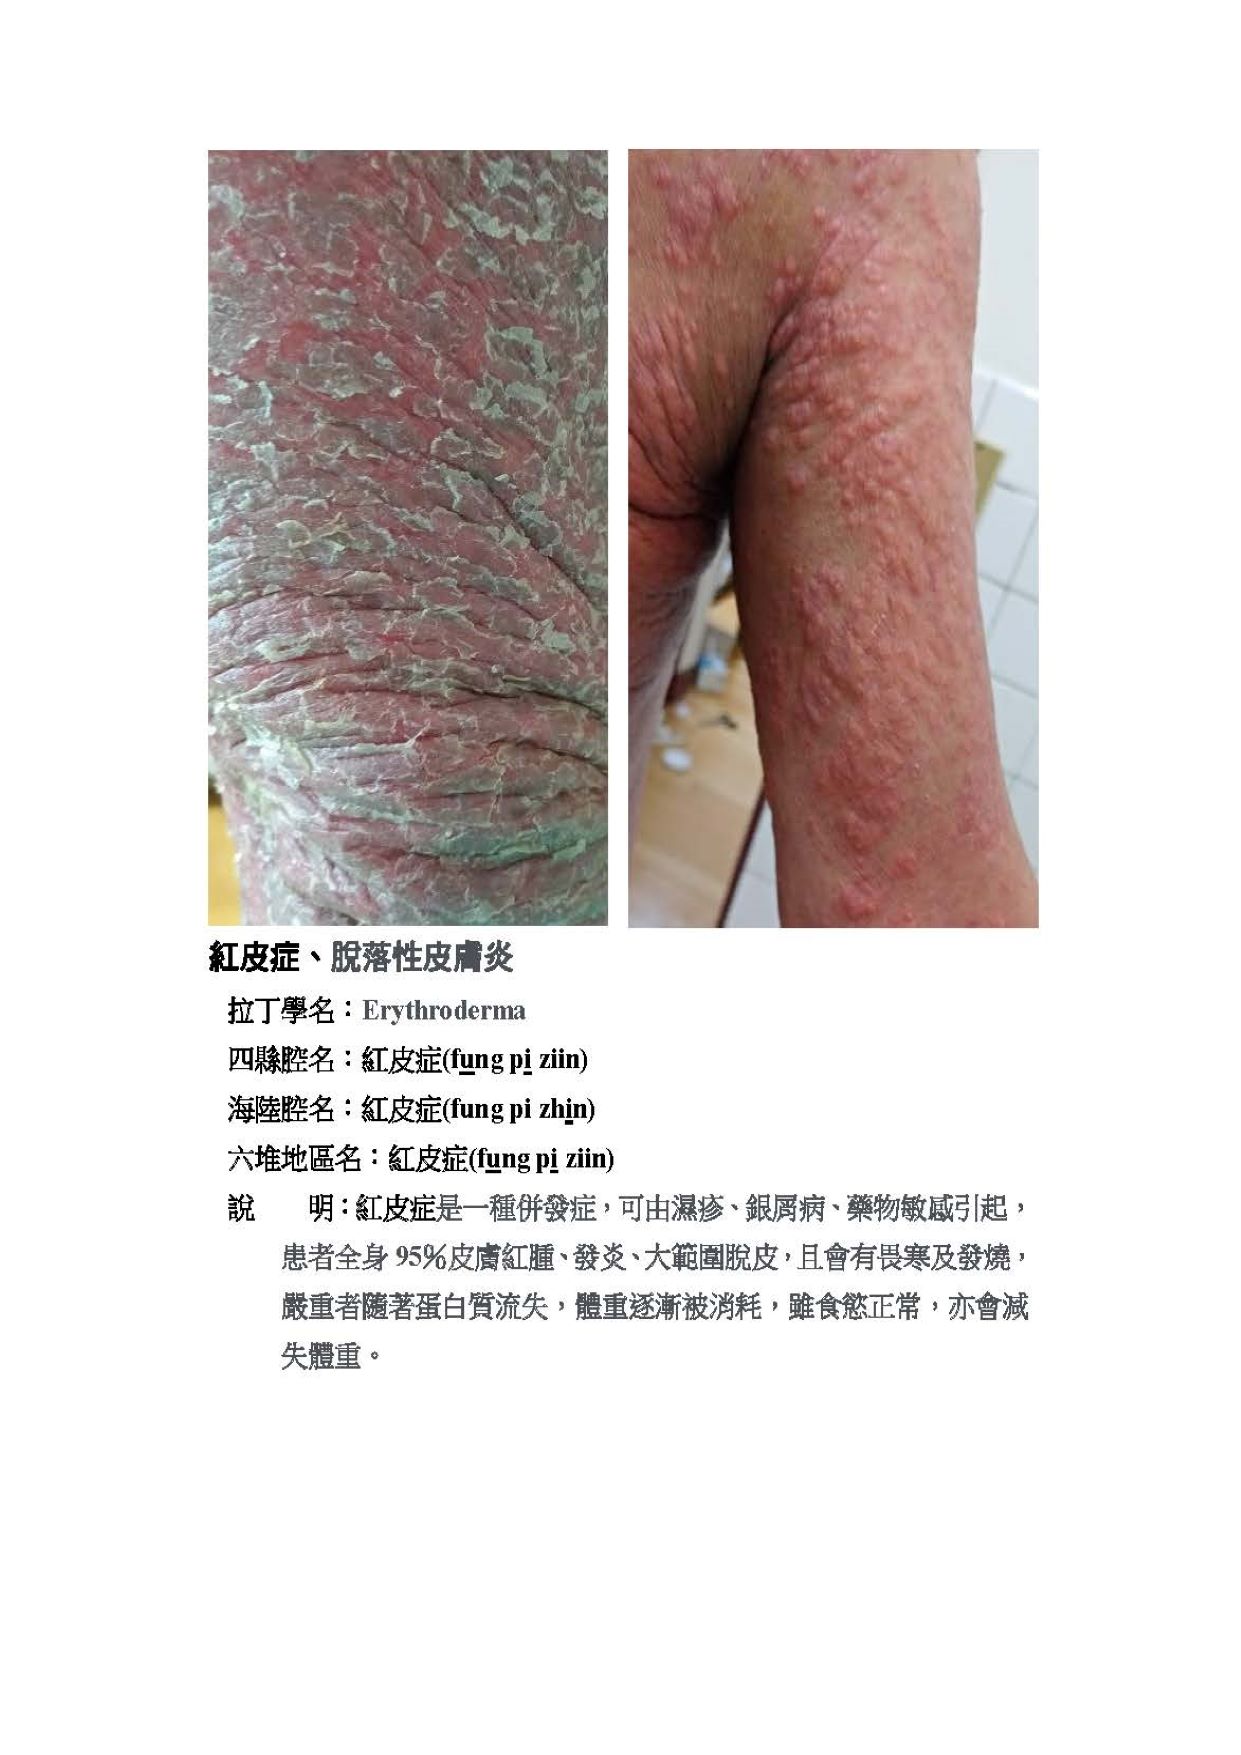 紅皮症、脫落性皮膚炎
拉丁學名：Erythroderma
四縣腔名：紅皮症(fung pi ziin)
海陸腔名：紅皮症(fung pi zhin)
六堆地區名：紅皮症(fung pi ziin)
說　　明：紅皮症是一種併發症，可由濕疹、銀屑病、藥物敏感引起，
患者全身 95%皮膚紅腫、發炎、大範圍脫皮，且會有畏寒及發燒，
嚴重者隨著蛋白質流失，體重逐漸被消耗，雖食慾正常，亦會減
失體重。